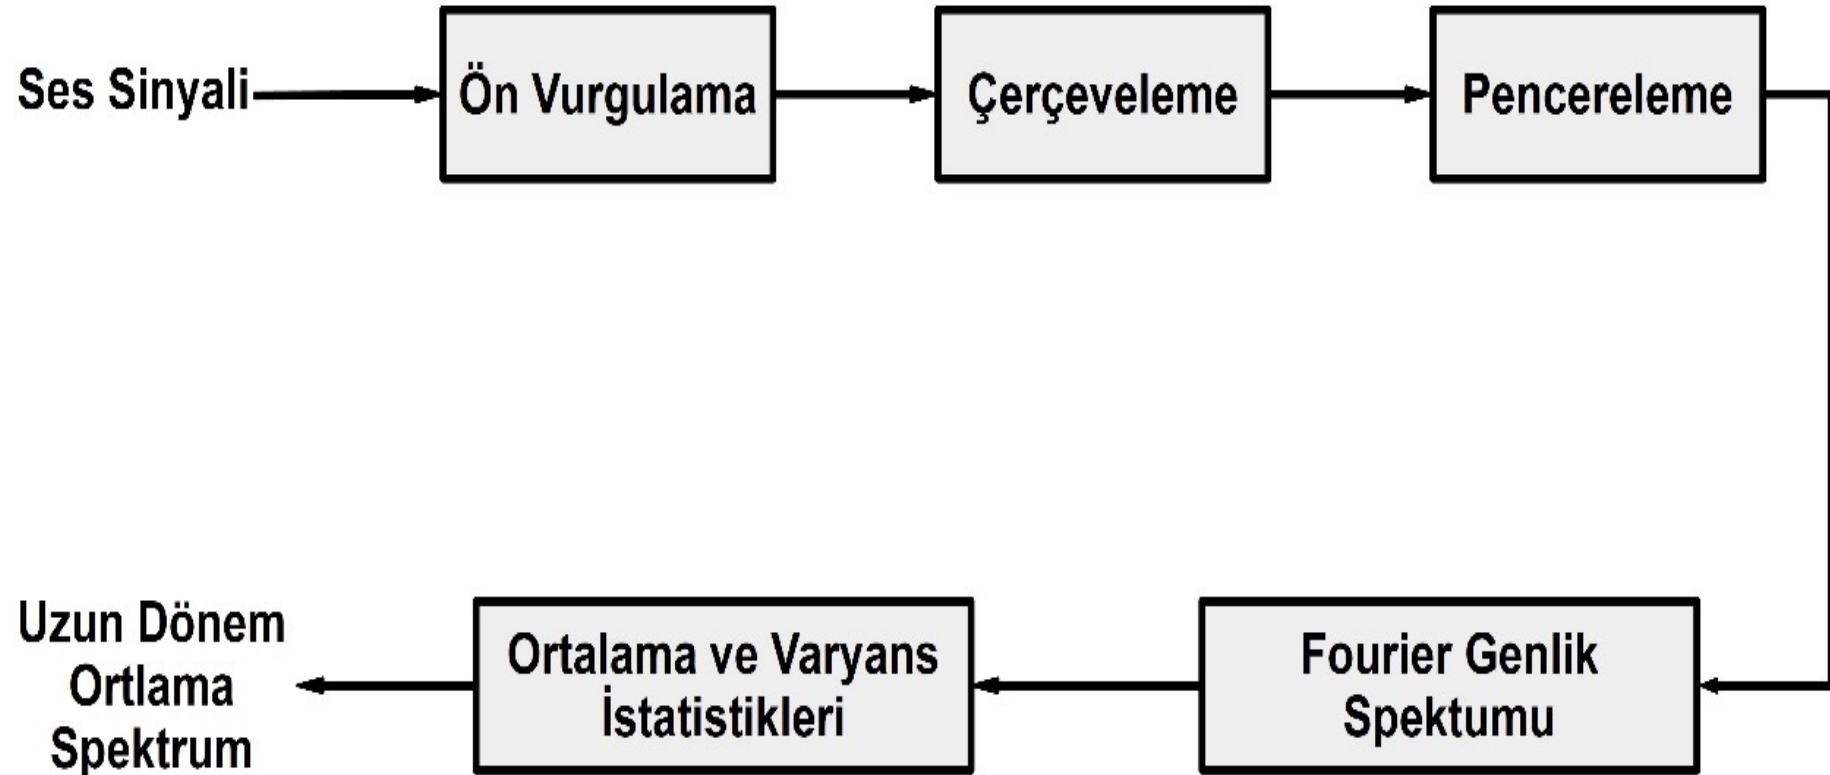 Ses Sinyali
Ön Vurgulama
Çerçeveleme
Pencereleme
Fourier Genlik
Spektumu
Ortalama ve Varyans
İstatistikleri
Uzun Dönem
Ortlama
Spektrum